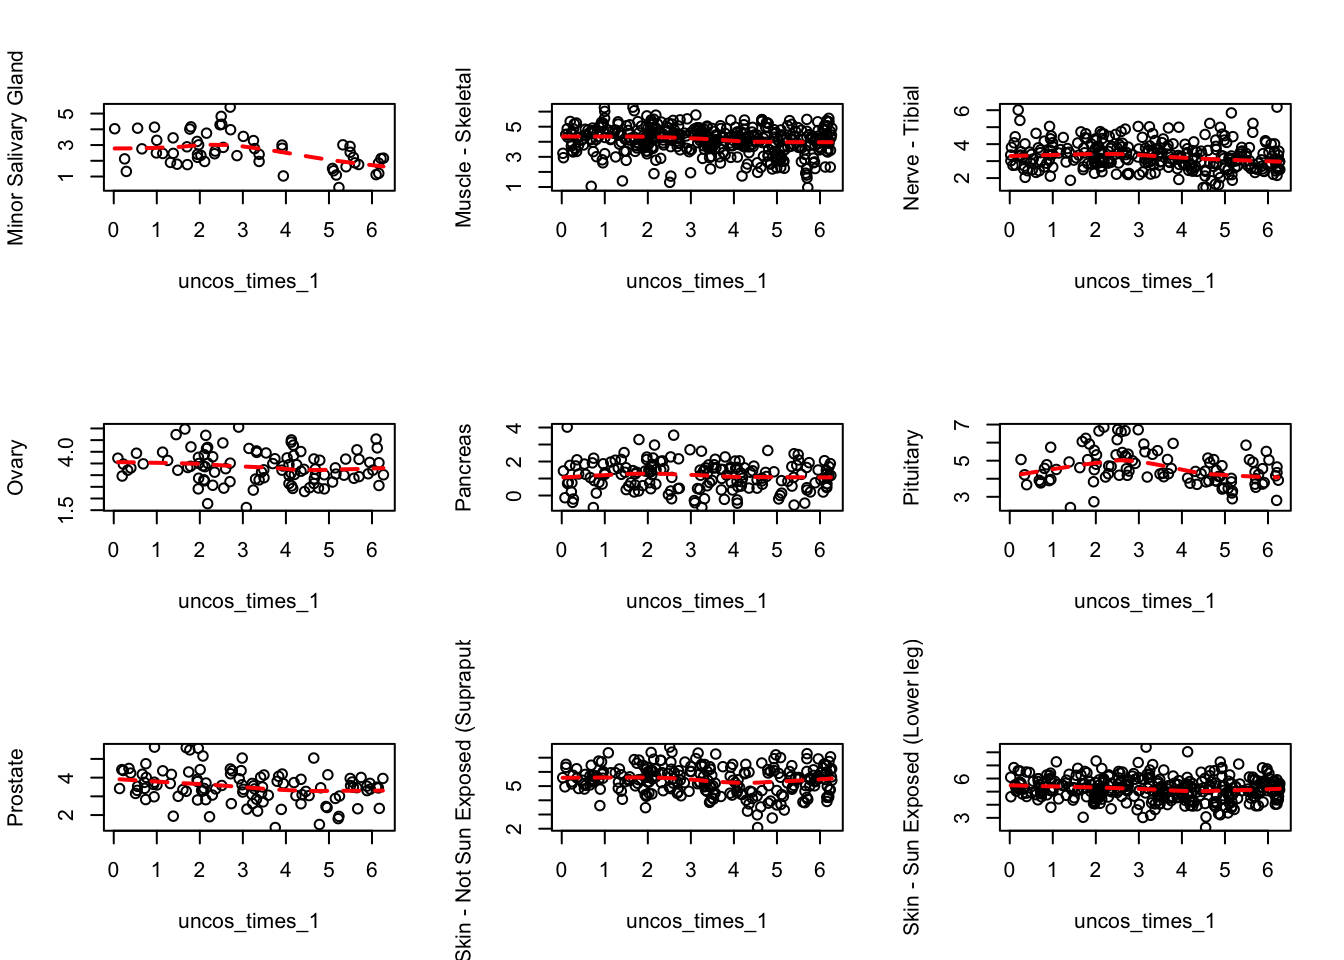 Minor Salivary Gland
5
3
1
0 1 2 3 4 5 6
uncos_times_1
Muscle - Skeletal
5
3
1
0 1 2 3 4 5 6
uncos_times_1
Nerve - Tibial
6
4
2
0 1 2 3 4 5 6
uncos_times_1
Ovary
4.0
1.5
0 1 2 3 4 5 6
uncos_times_1
Pancreas
4
2
0
0 1 2 3 4 5 6
uncos_times_1
Pituitary
7
5
3
0 1 2 3 4 5 6
uncos_times_1
Prostate
4
2
0 1 2 3 4 5 6
uncos_times_1
Skin - Not Sun Exposed (Suprapub
5
2
0 1 2 3 4 5 6
uncos_times_1
Skin - Sun Exposed (Lower leg)
6
3
0 1 2 3 4 5 6
uncos_times_1